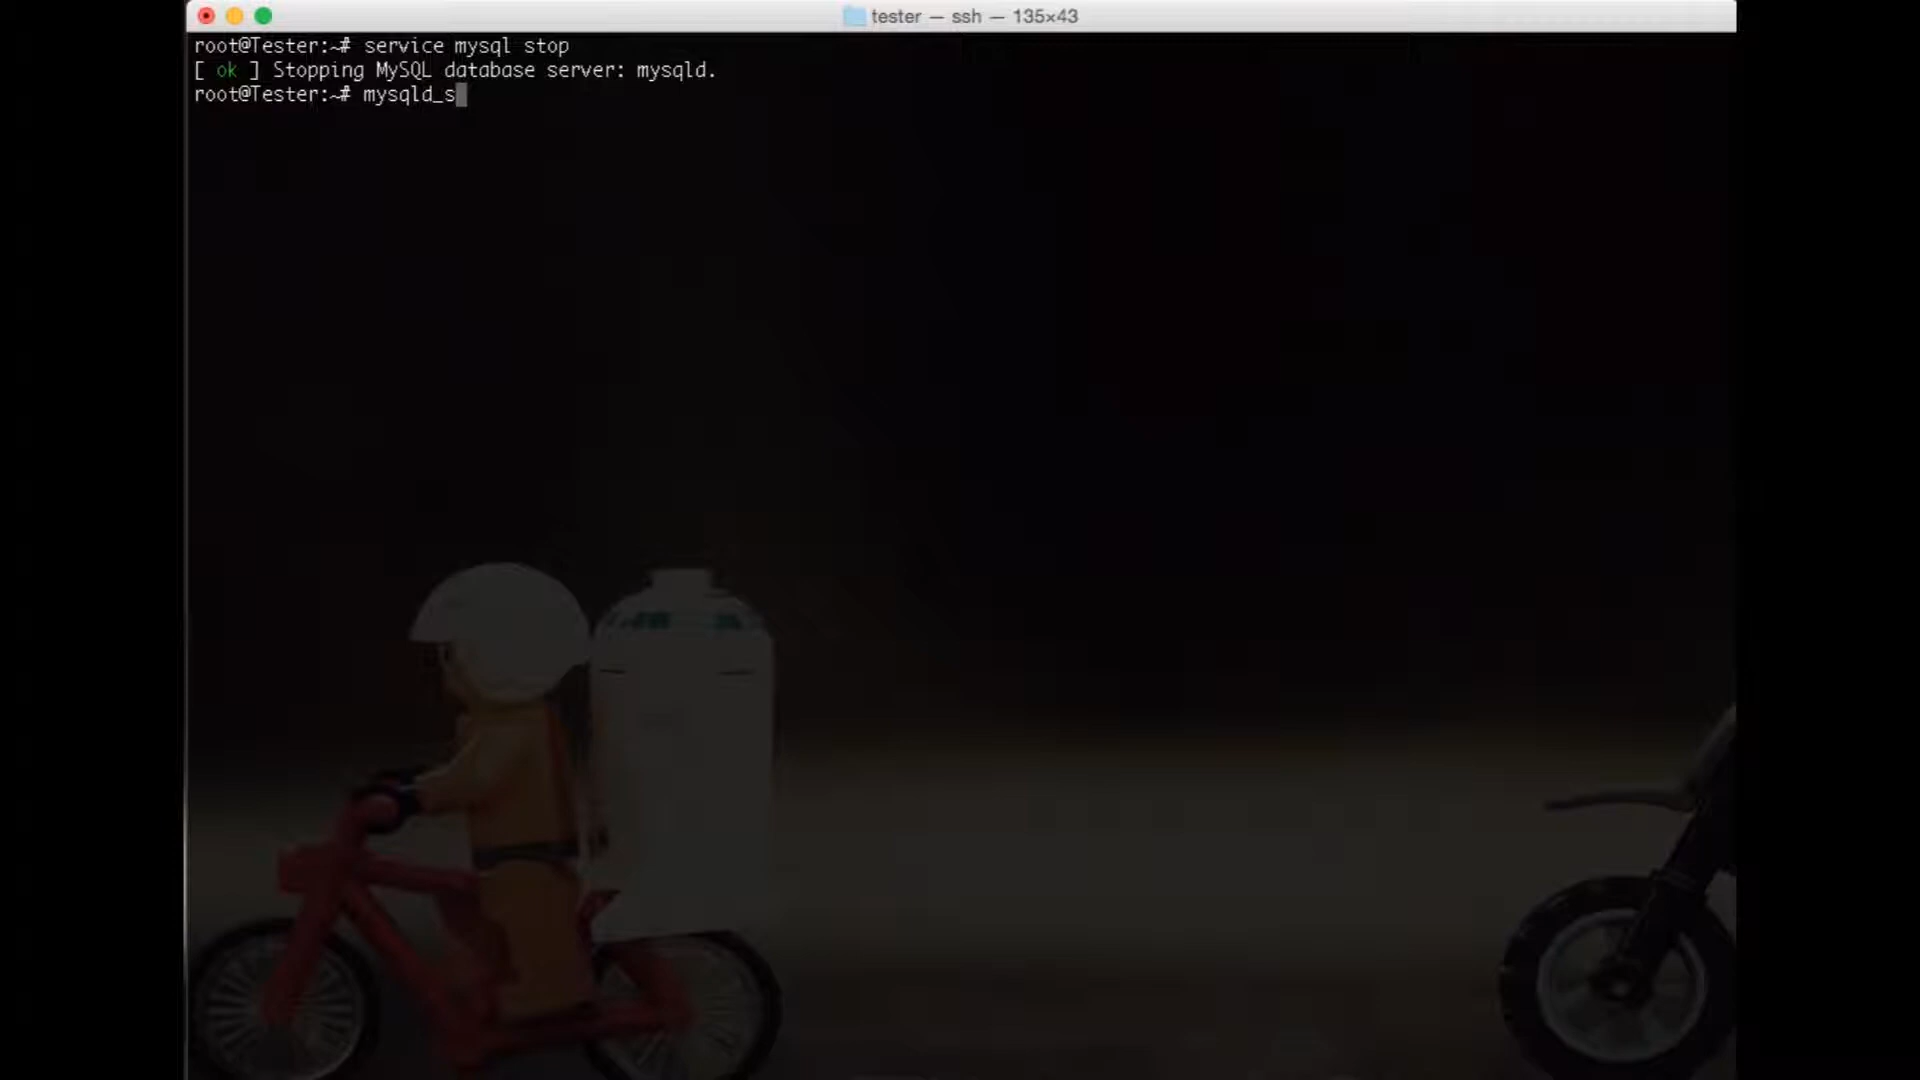 tester — ssh — 135×43
root@Tester:~# service mysql stop
[ ok ] Stopping MySQL database server: mysqld.
root@Tester:~# mysqld_s